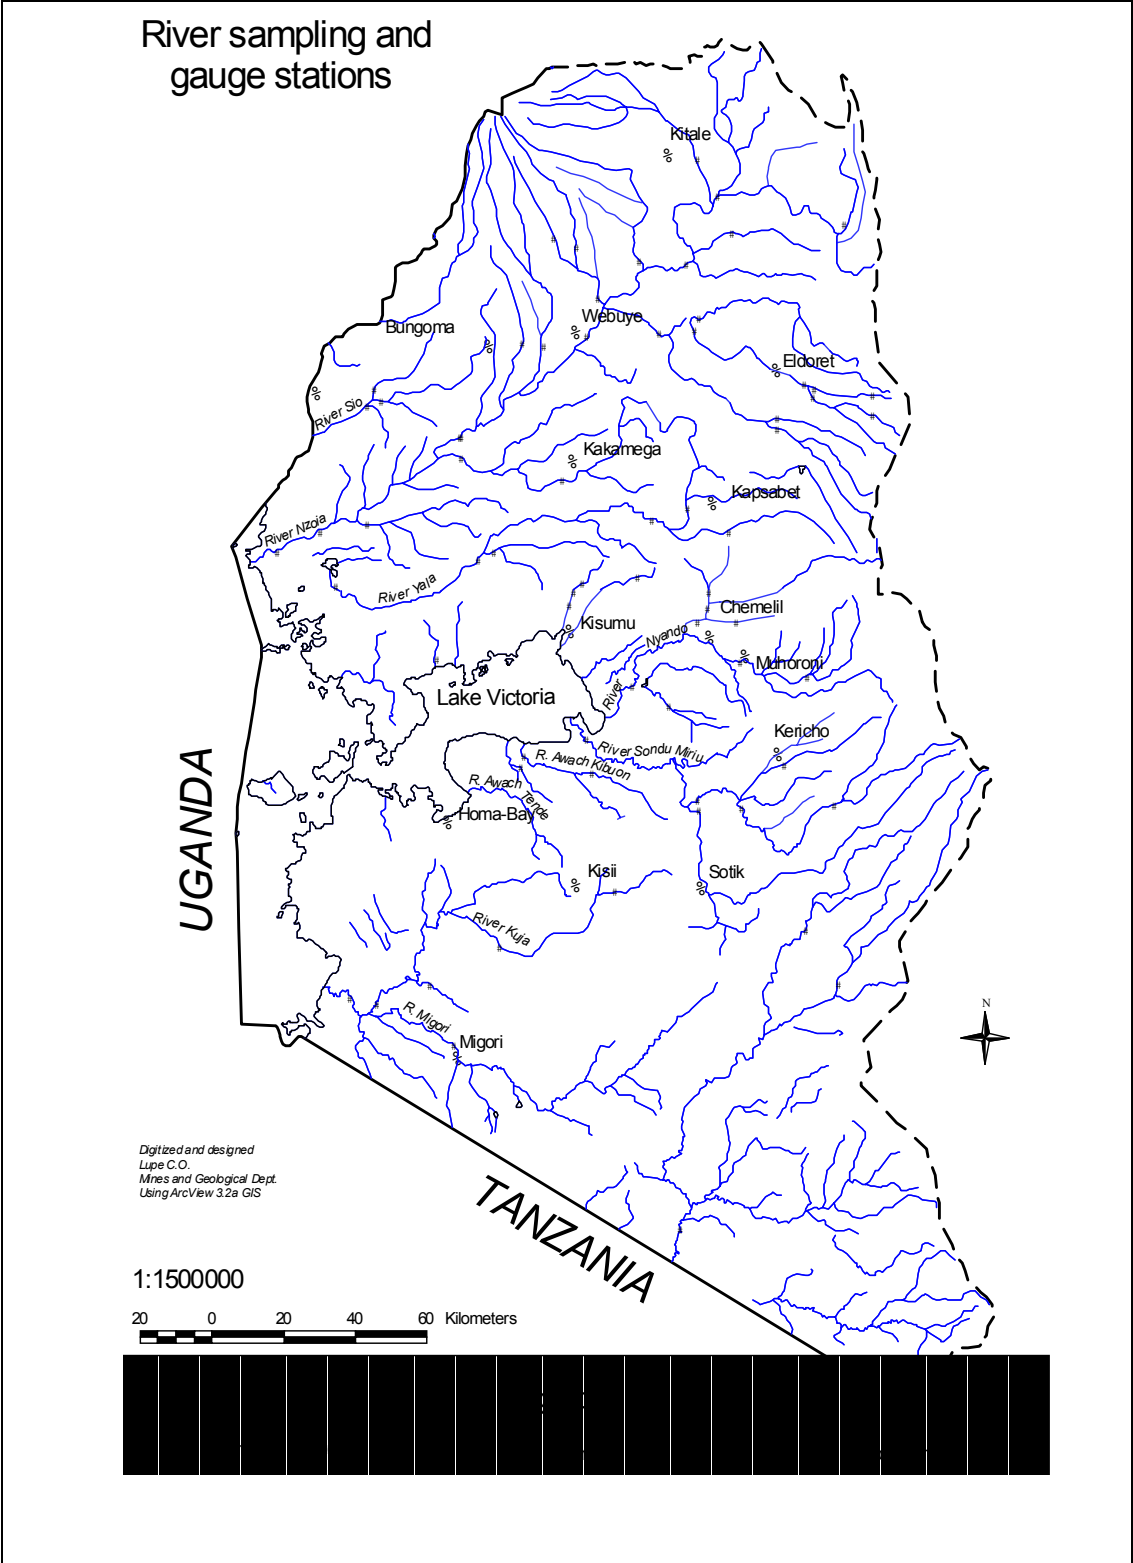 River sampling and
gauge stations
Kitale
Webuye
Bungoma
Eldoret
River Sio
Kakamega
Kapsabet
River Nzoia
River Yala
Chemelil
Kisumu
River Nyando
Muhoroni
Lake Victoria
Kericho
River Sondu Miriu
R. Awach Kibuon
R. Awach Tende
Homa-Bay
UGANDA
Kisii
Sotik
River Kuja
N
R. Migori
Migori
Digitized and designed
Lupe C.O.
Mines and Geological Dept.
Using ArcView 3.2a GIS
TANZANIA
1:1500000
20 0 20 40 60 Kilometers